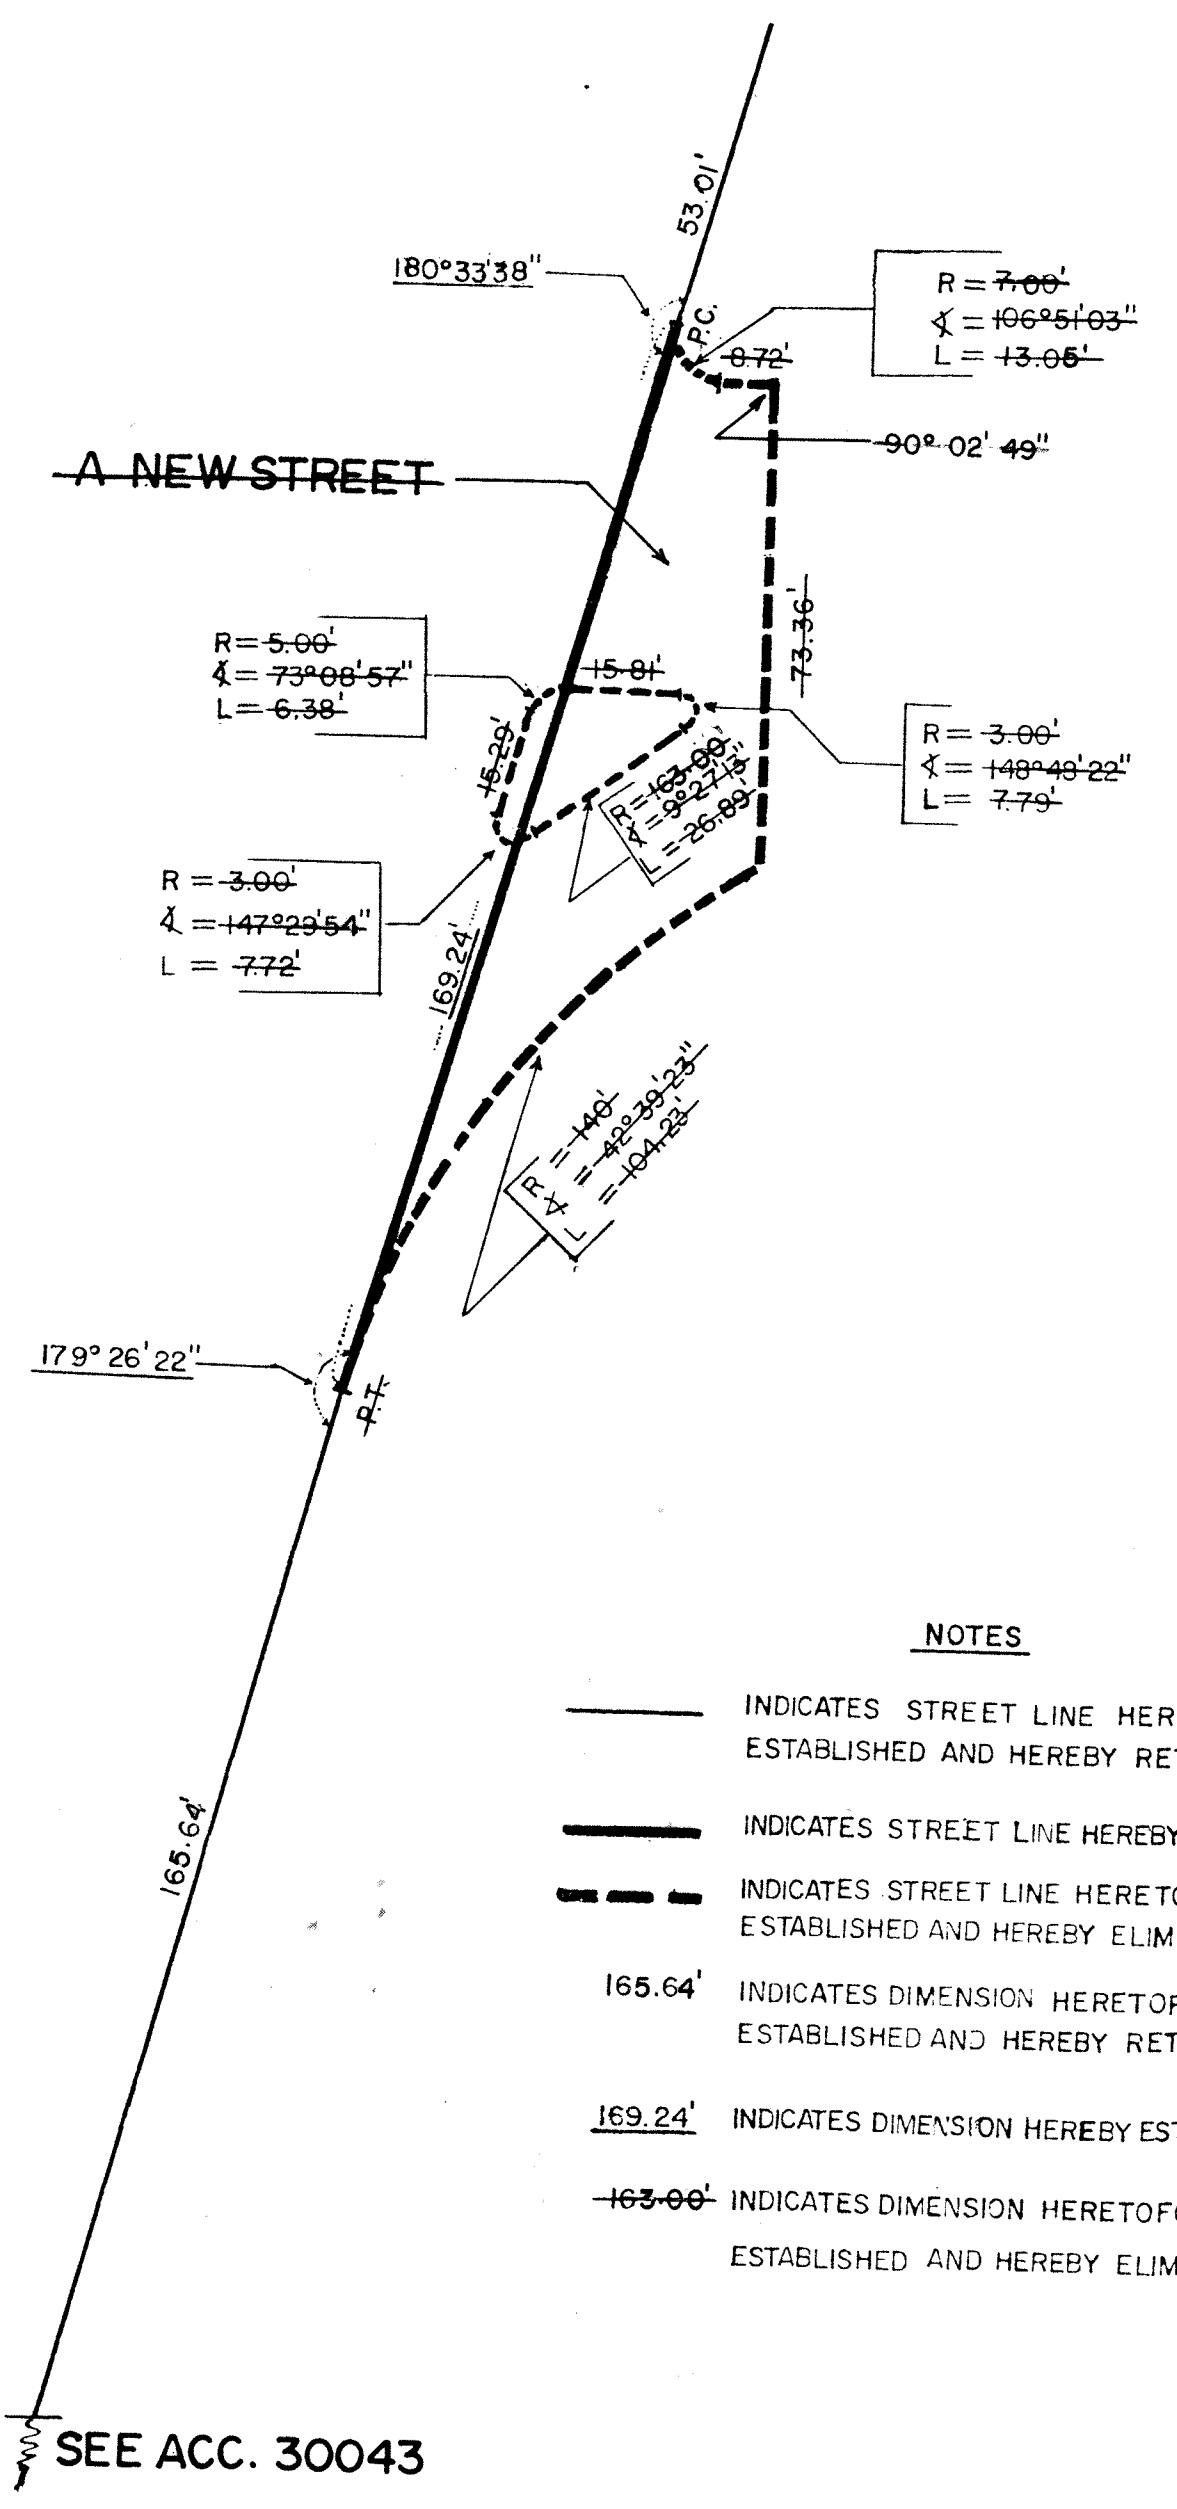 53.01'
180°33'38"
P.C.
R = 7.00'
∡ = 106°51'03"
L = 13.05'
8.72'
90° 02' 49"
A NEW STREET
73.36'
R = 5.00'
∡ = 73°08'57"
L = 6.38'
15.81'
15.29'
R = 3.00'
∡ = 148°48'22"
L = 7.79'
R = 163.00
∡ = 9°27'13"
L = 26.89'
R = 3.00'
∡ = 147°29'54"
L = 7.72'
169.24'
R = 140'
∡ = 42°39'23"
L = 104.23'
179° 26' 22"
P.T.
NOTES
INDICATES STREET LINE HER
ESTABLISHED AND HEREBY RE
INDICATES STREET LINE HEREBY
INDICATES STREET LINE HERETO
ESTABLISHED AND HEREBY ELIM
165.64'
165.64' INDICATES DIMENSION HERETOF
ESTABLISHED AND HEREBY RET
169.24' INDICATES DIMENSION HEREBY EST
163.00' INDICATES DIMENSION HERETOFO
ESTABLISHED AND HEREBY ELIM
SEE ACC. 30043